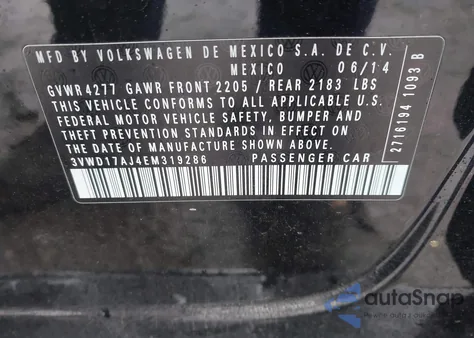 MFD BY VOLKSWAGEN DE MEXICO S.A. DE C.V.
MEXICO 06/14
GVWR4277 GAWR FRONT 2205 / REAR 2183 LBS
THIS VEHICLE CONFORMS TO ALL APPLICABLE U.S.
FEDERAL MOTOR VEHICLE SAFETY, BUMPER AND
THEFT PREVENTION STANDARDS IN EFFECT ON
THE DATE OF MANUFACTURE SHOWN ABOVE.
3VWD17AJ4EM319286 PASSENGER CAR
2716194 1093 B
autoSnap